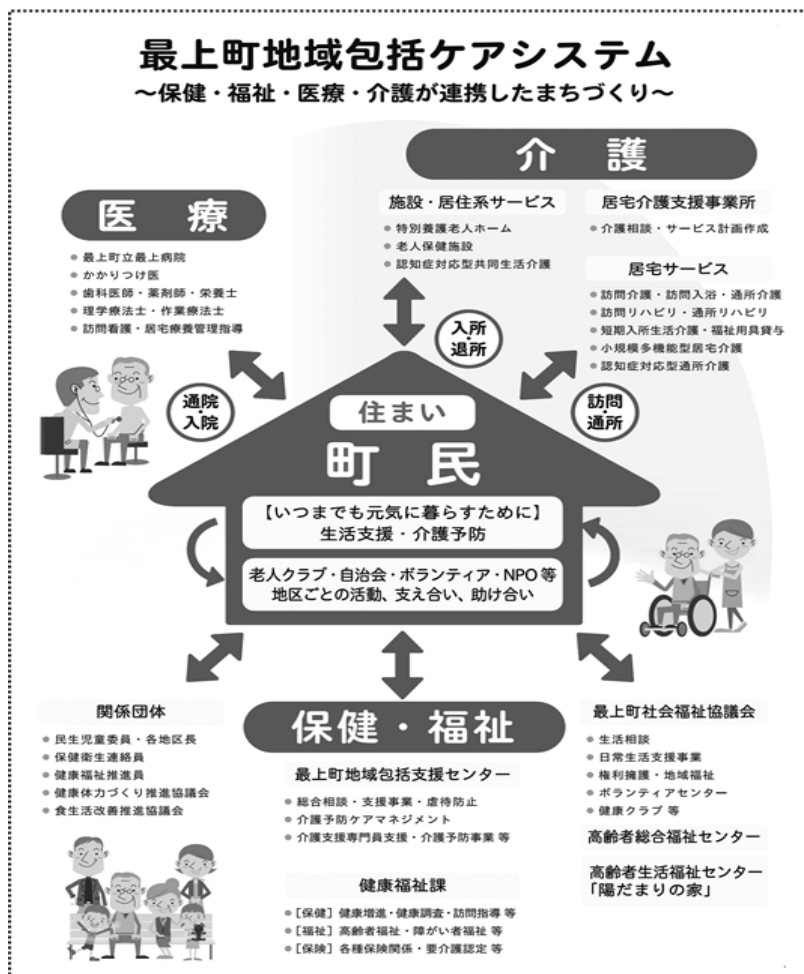 最上町地域包括ケアシステム
〜保健・福祉・医療・介護が連携したまちづくり〜
介 護
施設・居住系サービス
● 特別養護老人ホーム
● 老人保健施設
● 認知症対応型共同生活介護
居宅介護支援事業所
● 介護相談・サービス計画作成
居宅サービス
● 訪問介護・訪問入浴・通所介護
● 訪問リハビリ・通所リハビリ
● 短期入所生活介護・福祉用具貸与
● 小規模多機能型居宅介護
● 認知症対応型通所介護
医 療
● 最上町立最上病院
● かかりつけ医
● 歯科医師・薬剤師・栄養士
● 理学療法士・作業療法士
● 訪問看護・居宅療養管理指導
入所・
退所
通院・
入院
訪問・
通所
住まい
町 民
【いつまでも元気に暮らすために】
生活支援・介護予防
老人クラブ・自治会・ボランティア・NPO 等
地区ごとの活動、支え合い、助け合い
関係団体
● 民生児童委員・各地区長
● 保健衛生連絡員
● 健康福祉推進員
● 健康体力づくり推進協議会
● 食生活改善推進協議会
保健・福祉
最上町地域包括支援センター
● 総合相談・支援事業・虐待防止
● 介護予防ケアマネジメント
● 介護支援専門員支援・介護予防事業 等
健康福祉課
● [保健] 健康増進・健康調査・訪問指導 等
● [福祉] 高齢者福祉・障がい者福祉 等
● [保険] 各種保険関係・要介護認定 等
最上町社会福祉協議会
● 生活相談
● 日常生活支援事業
● 権利擁護・地域福祉
● ボランティアセンター
● 健康クラブ 等
高齢者総合福祉センター
高齢者生活福祉センター
「陽だまりの家」